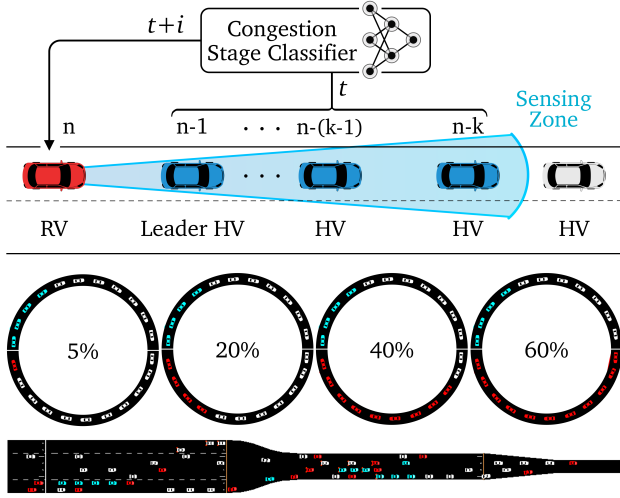 t+i
Congestion
Stage Classifier
t
Sensing
Zone
n
n-1 · · · n-(k-1) n-k
· · ·
RV Leader HV HV HV HV
5% 20% 40% 60%